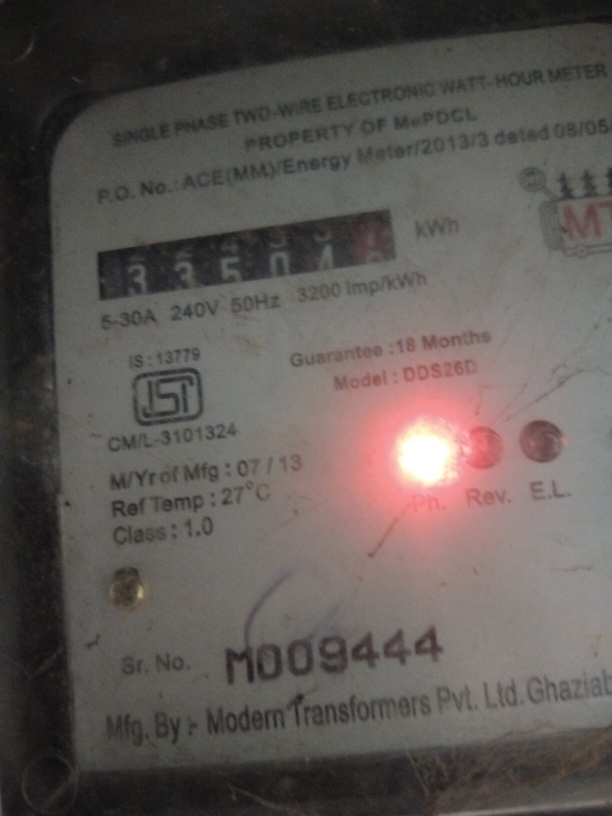 SINGLE PHASE TWO-WIRE ELECTRONIC WATT-HOUR METER
PROPERTY OF MePDCL
P.O. No.: ACE(MM)/Energy Meter/2013/3 dated 08/05
33504 kWh
5-30A 240V 50Hz 3200 imp/kWh
MT
IS : 13779
Guarantee :18 Months
ISI
Model : DDS26D
CM/L-3101324
M/Yr of Mfg : 07 / 13
Ref Temp : 27°C
Class : 1.0
Ph. Rev. E.L.
Sr. No. M009444
Mfg. By :- Modern Transformers Pvt. Ltd. Ghaziab